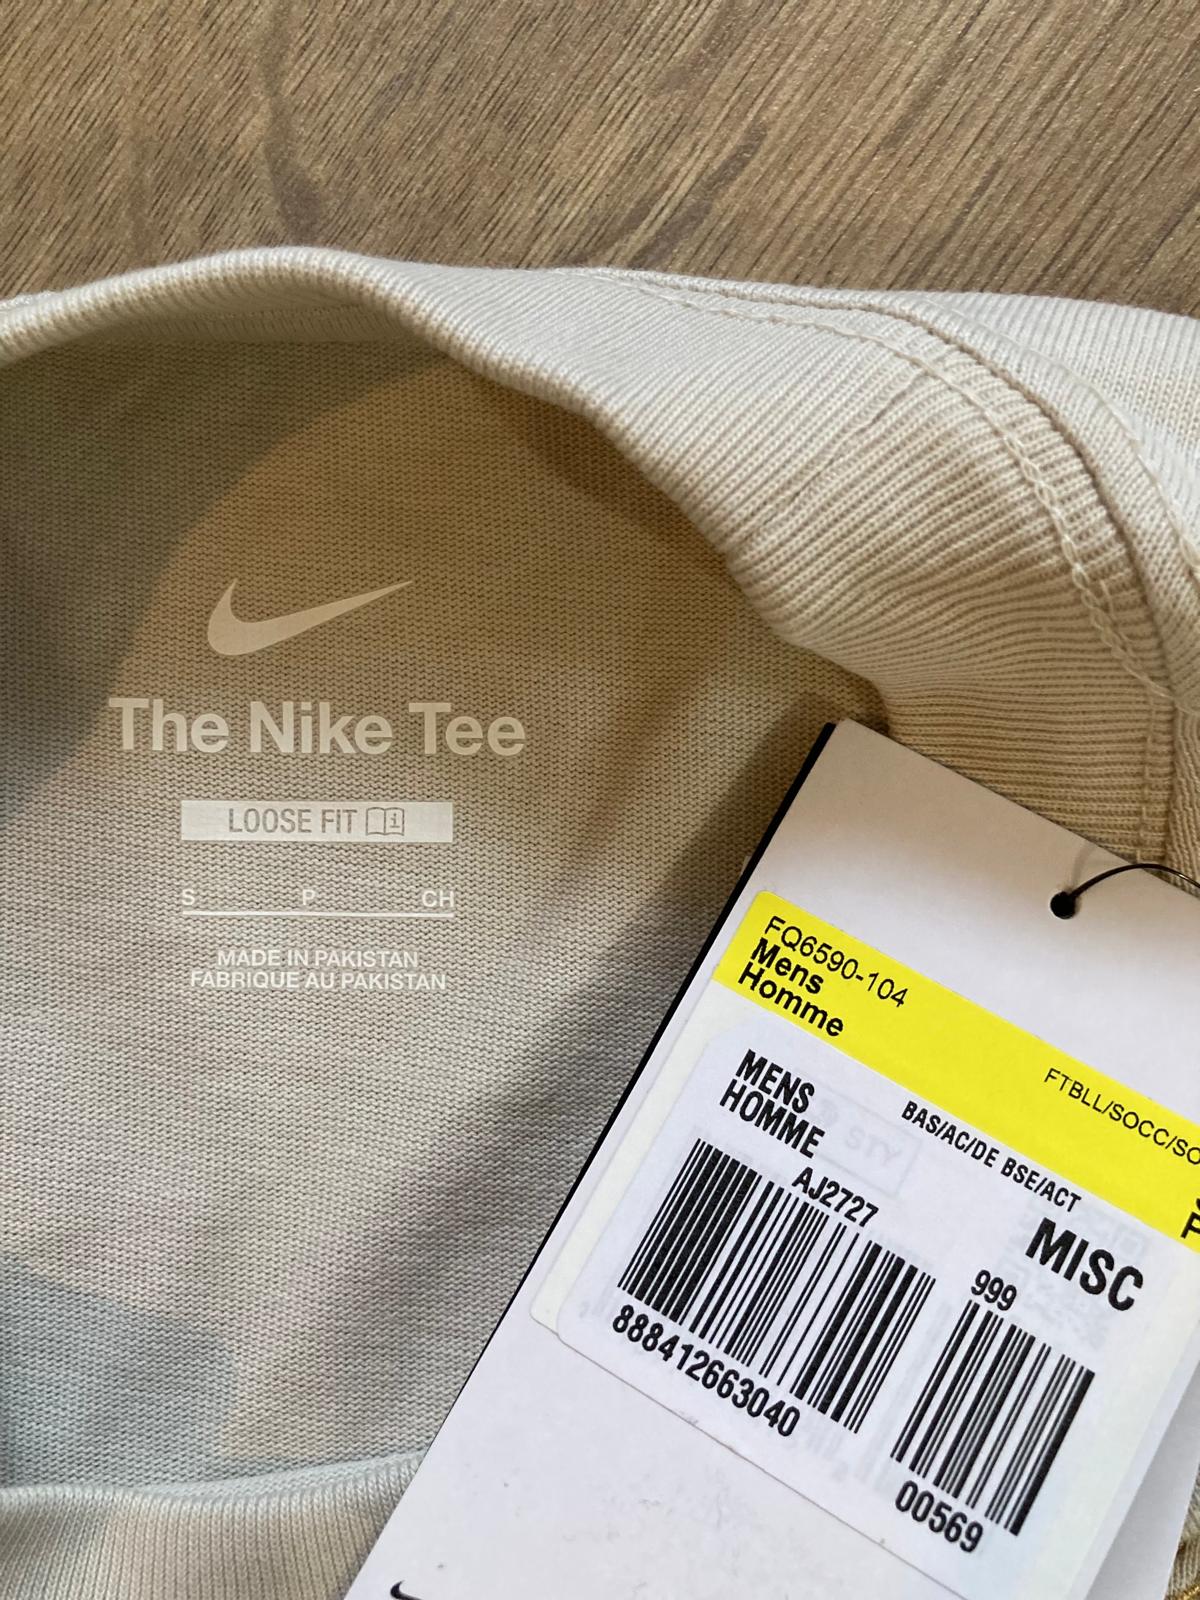 The Nike Tee
LOOSE FIT
S P CH
MADE IN PAKISTAN
FABRIQUE AU PAKISTAN
FQ6590-104
Mens
Homme
FTBLL/SOCC/SO
MENS
HOMME
BAS/AC/DE BSE/ACT
AJ2727
MISC
999
888412663040
00569